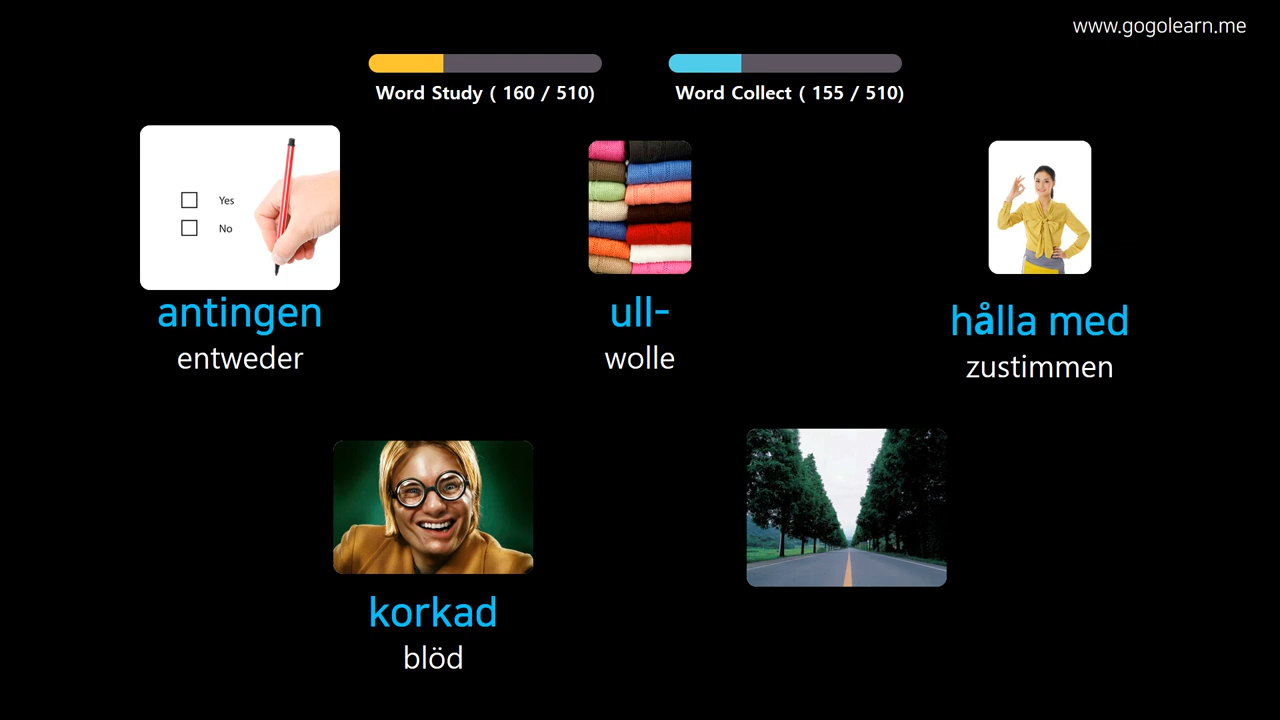 www.gogolearn.me
Word Study ( 160 / 510)
Word Collect ( 155 / 510)
Yes
No
antingen
entweder
ull-
wolle
hålla med
zustimmen
korkad
blöd